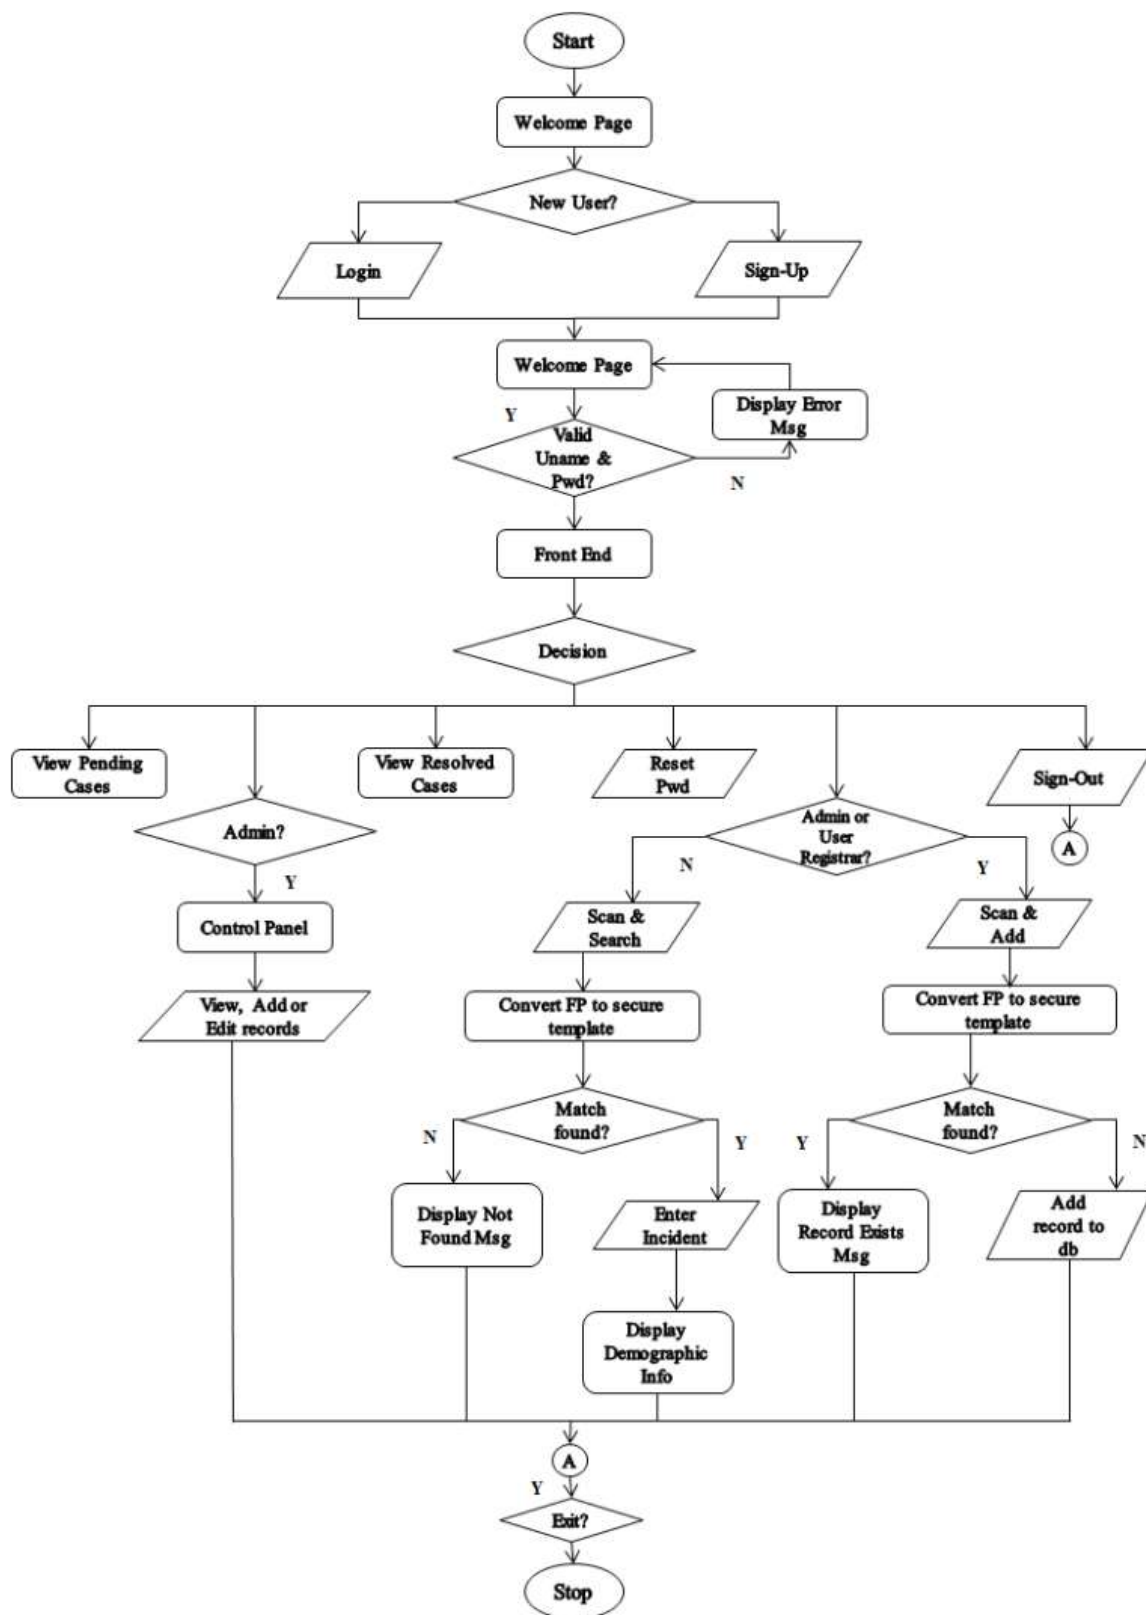 Start
Welcome Page
New User?
Login
Sign-Up
Welcome Page
Display Error
Msg
Y
Valid
Uname &
Pwd?
N
Front End
Decision
View Pending
Cases
View Resolved
Cases
Reset
Pwd
Sign-Out
Admin?
Admin or
User
Registrar?
A
Y
N
Y
Control Panel
Scan &
Search
Scan &
Add
View, Add or
Edit records
Convert FP to secure
template
Convert FP to secure
template
Match
found?
Match
found?
N
Y
Y
N
Display Not
Found Msg
Enter
Incident
Display
Record Exists
Msg
Add
record to
db
Display
Demographic
Info
A
Y
Exit?
Stop